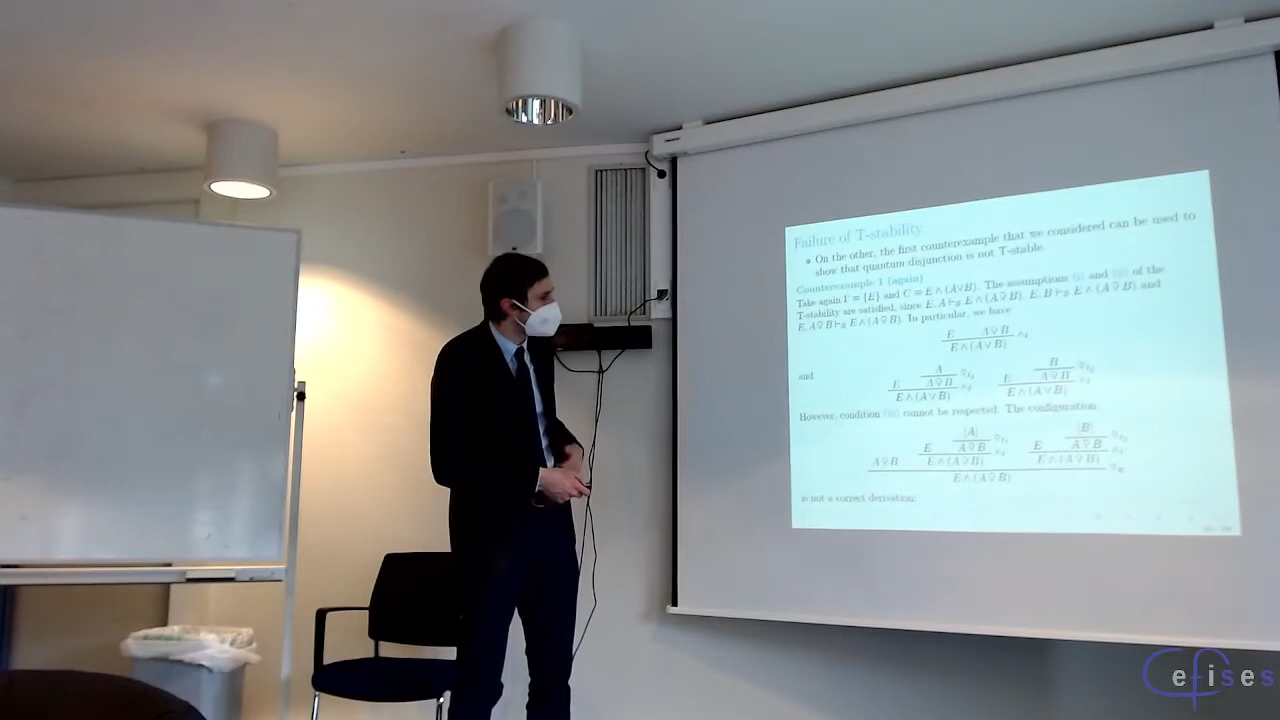 Failure of T-stability
• On the other, the first counterexample that we considered can be used to
show that quantum disjunction is not T-stable.
Counterexample 1 (again)
Take again Γ = {E} and C = E ∧ (A∨B). The assumptions (i) and (ii) of the
T-stability are satisfied, since E, A ⊢S E ∧ (A⊽B), E, B ⊢S E ∧ (A⊽B) and
E, A⊽B ⊢S E ∧ (A⊽B). In particular, we have
E A⊽B ∧I
E ∧ (A∨B)
and
A B
E A⊽B E A⊽B
E ∧ (A∨B) E ∧ (A∨B)
However, condition cannot be respected. The configuration
[A] [B]
E A⊽B E A⊽B
A⊽B E ∧ (A⊽B) E ∧ (A⊽B)
E ∧ (A⊽B)
is not a correct derivation.
efises